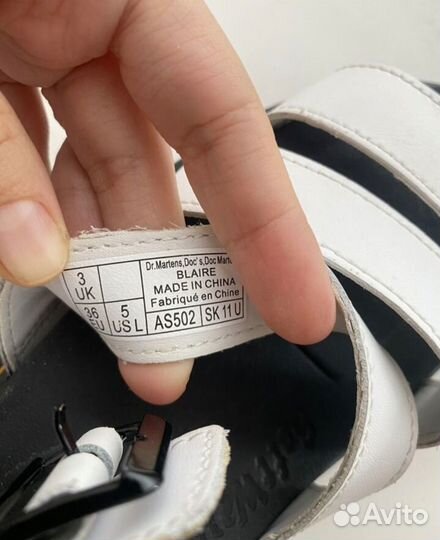 3
UK
36
EU
5
US L
Dr.Martens,Doc's,Doc Marte
BLAIRE
MADE IN CHINA
Fabriqué en Chine
AS502
SK 11 U
Avito